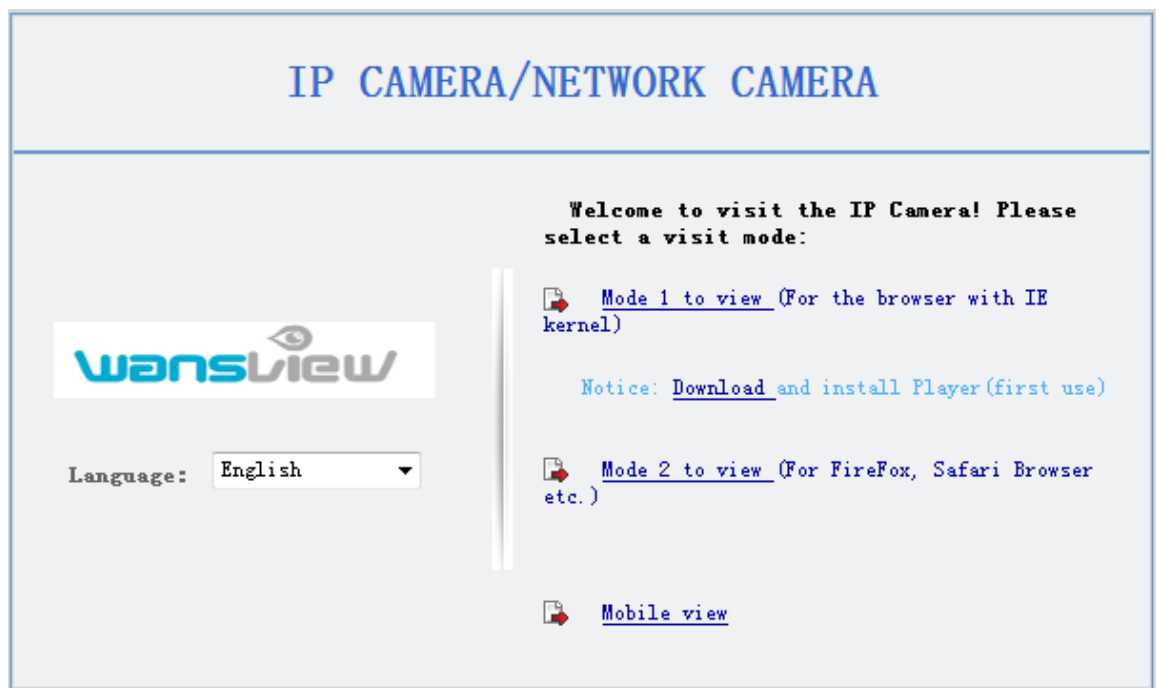 IP CAMERA/NETWORK CAMERA
Welcome to visit the IP Camera! Please
select a visit mode:
Mode 1 to view (For the browser with IE
kernel)
wansview
Notice: Download and install Player(first use)
Language: English
Mode 2 to view (For FireFox, Safari Browser
etc.)
Mobile view